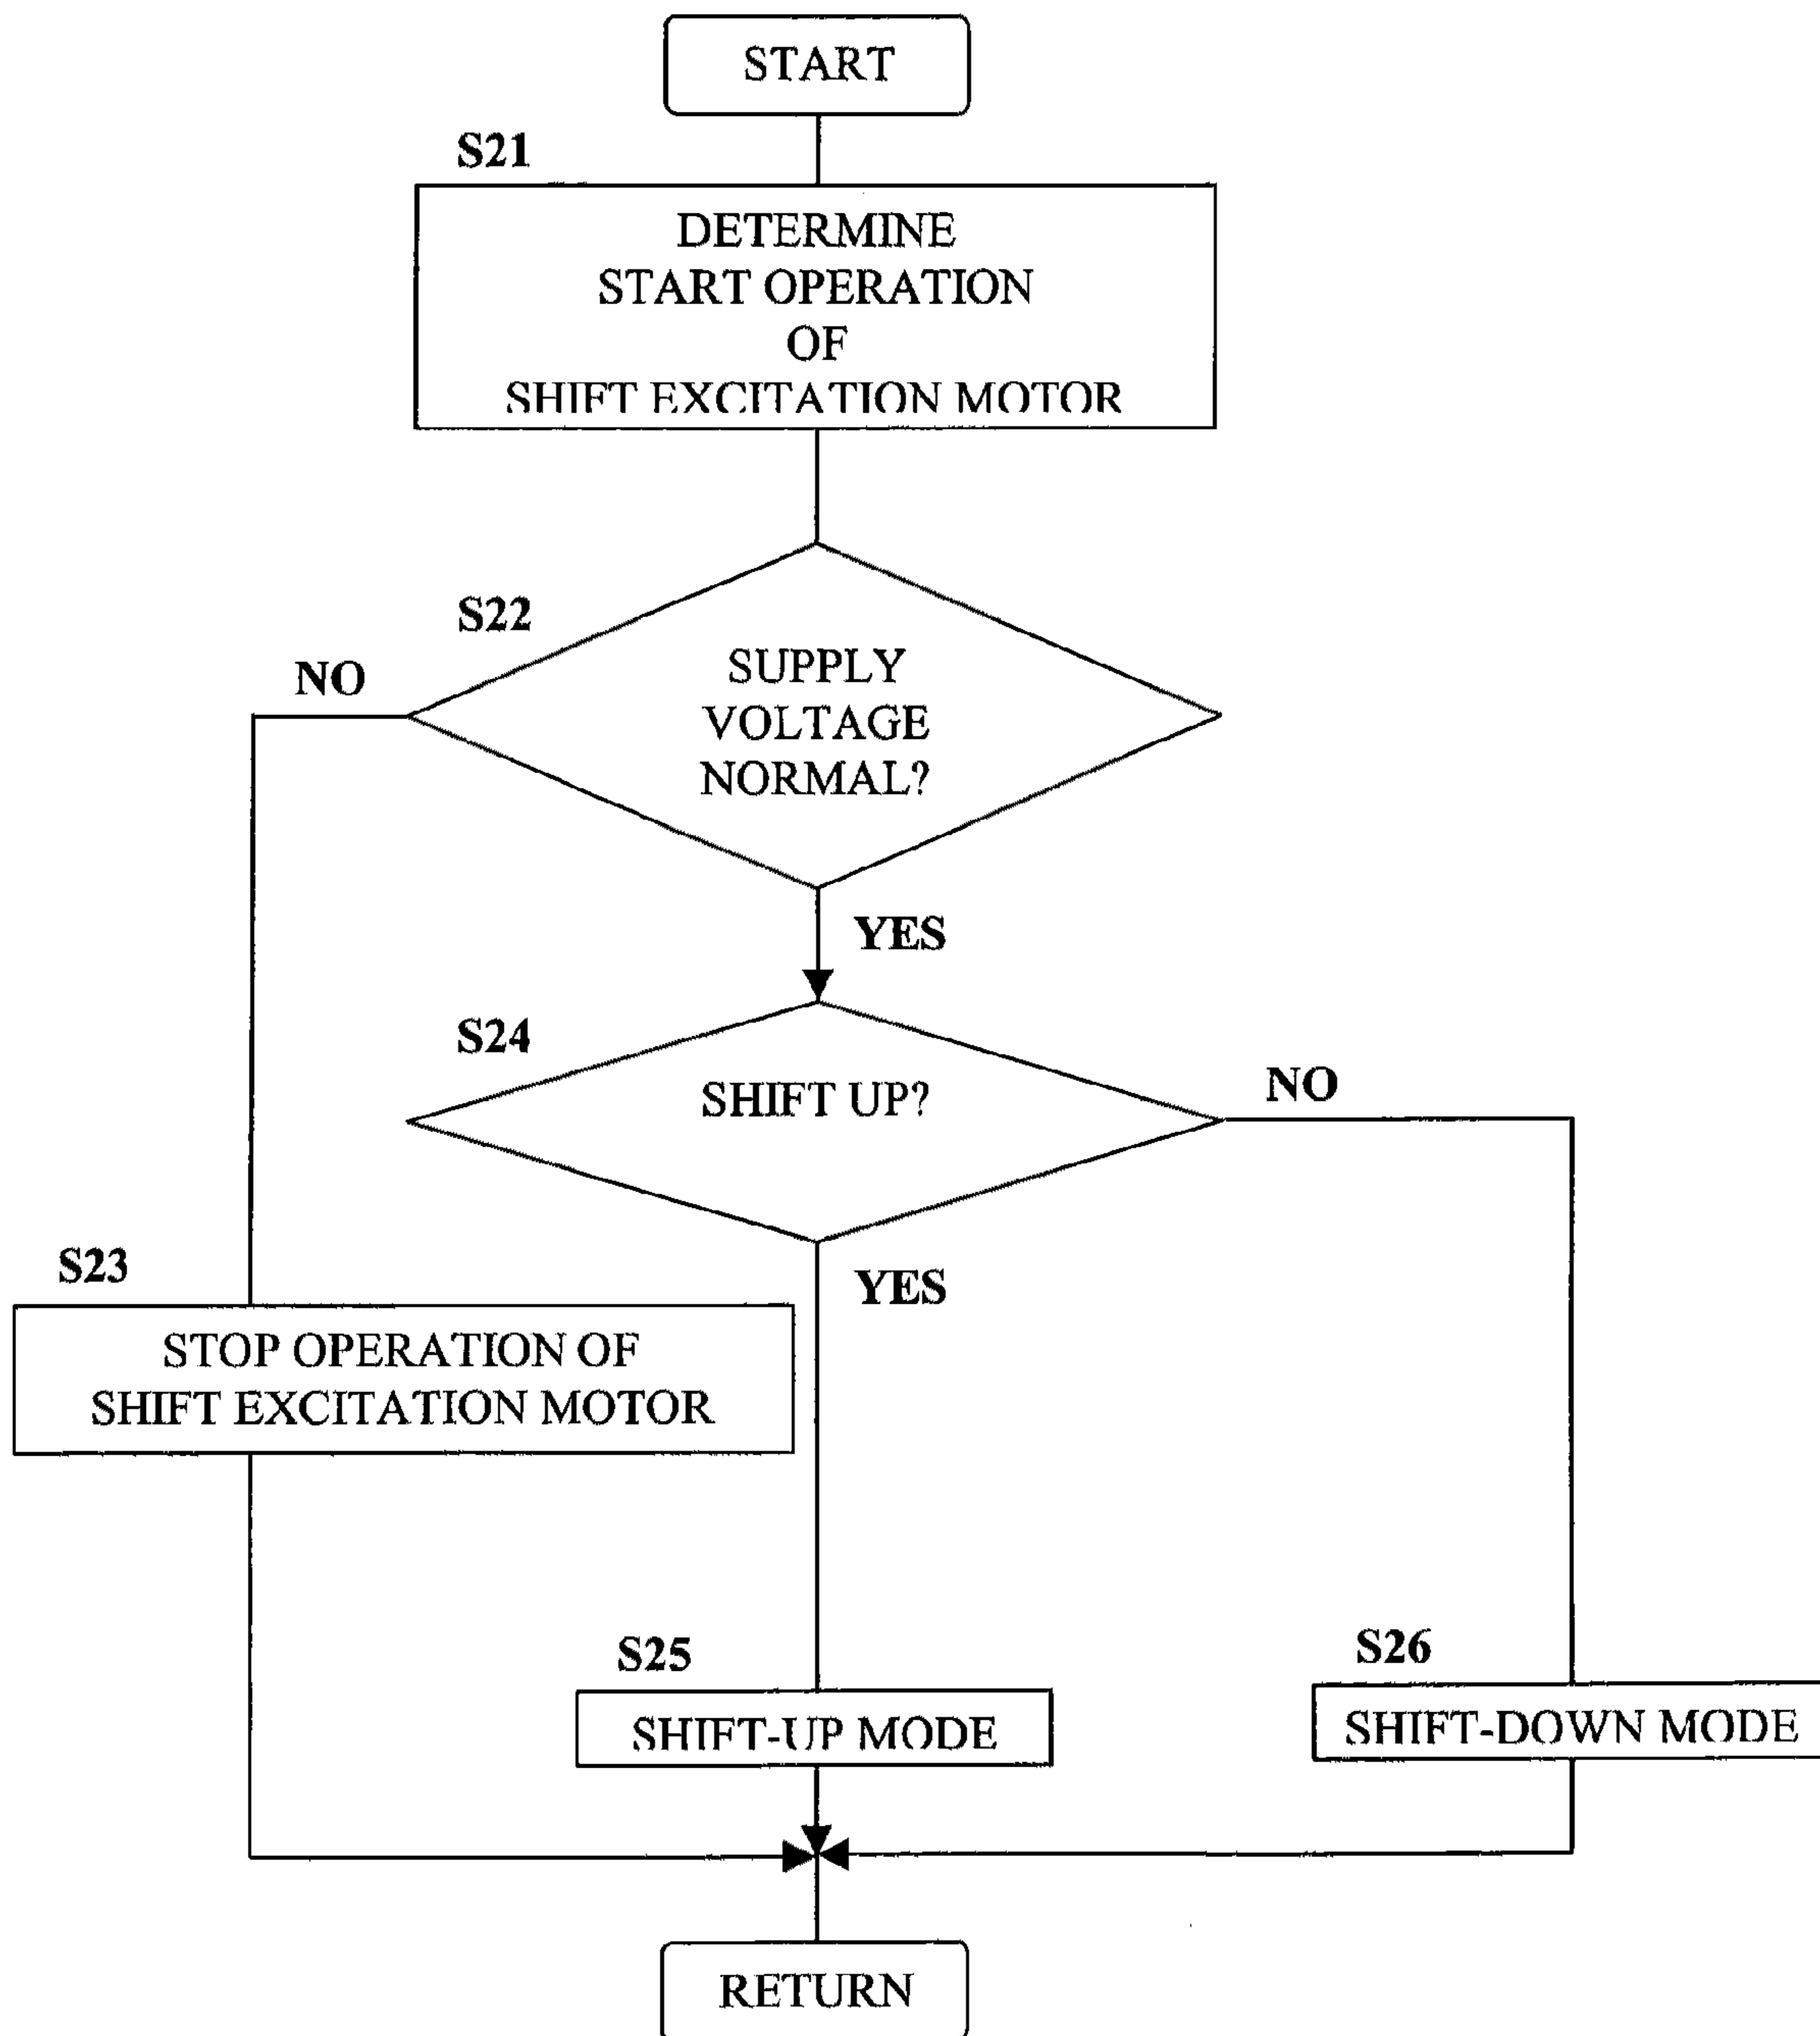 START
S21
DETERMINE
START OPERATION
OF
SHIFT EXCITATION MOTOR
S22
NO
SUPPLY
VOLTAGE
NORMAL?
YES
S24
SHIFT UP?
NO
S23
YES
STOP OPERATION OF
SHIFT EXCITATION MOTOR
S25
S26
SHIFT-UP MODE
SHIFT-DOWN MODE
RETURN